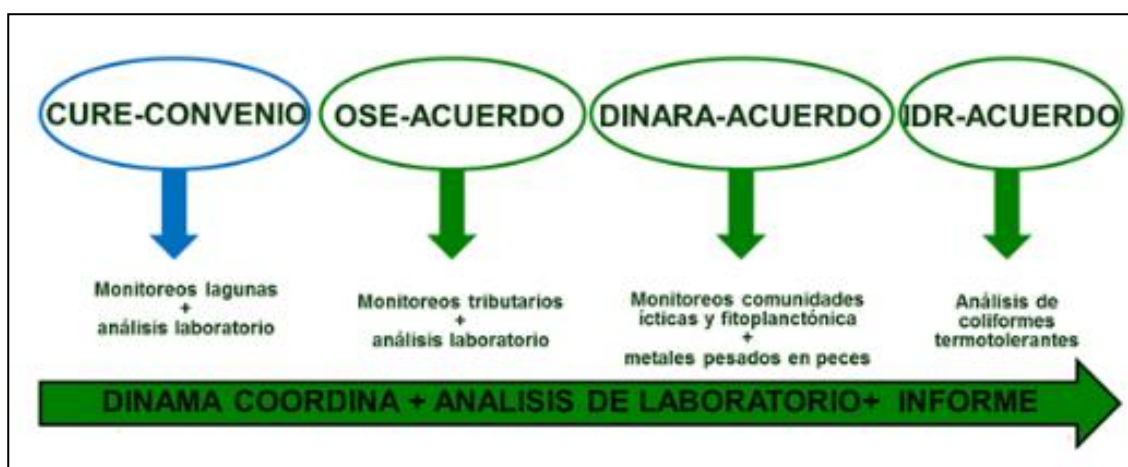 CURE-CONVENIO
OSE-ACUERDO
DINARA-ACUERDO
IDR-ACUERDO
Monitoreos lagunas
+
análisis laboratorio
Monitoreos tributarios
+
análisis laboratorio
Monitoreos comunidades
ícticas y fitoplanctónica
+
metales pesados en peces
Análisis de
coliformes
termotolerantes
DINAMA COORDINA + ANALISIS DE LABORATORIO+ INFORME